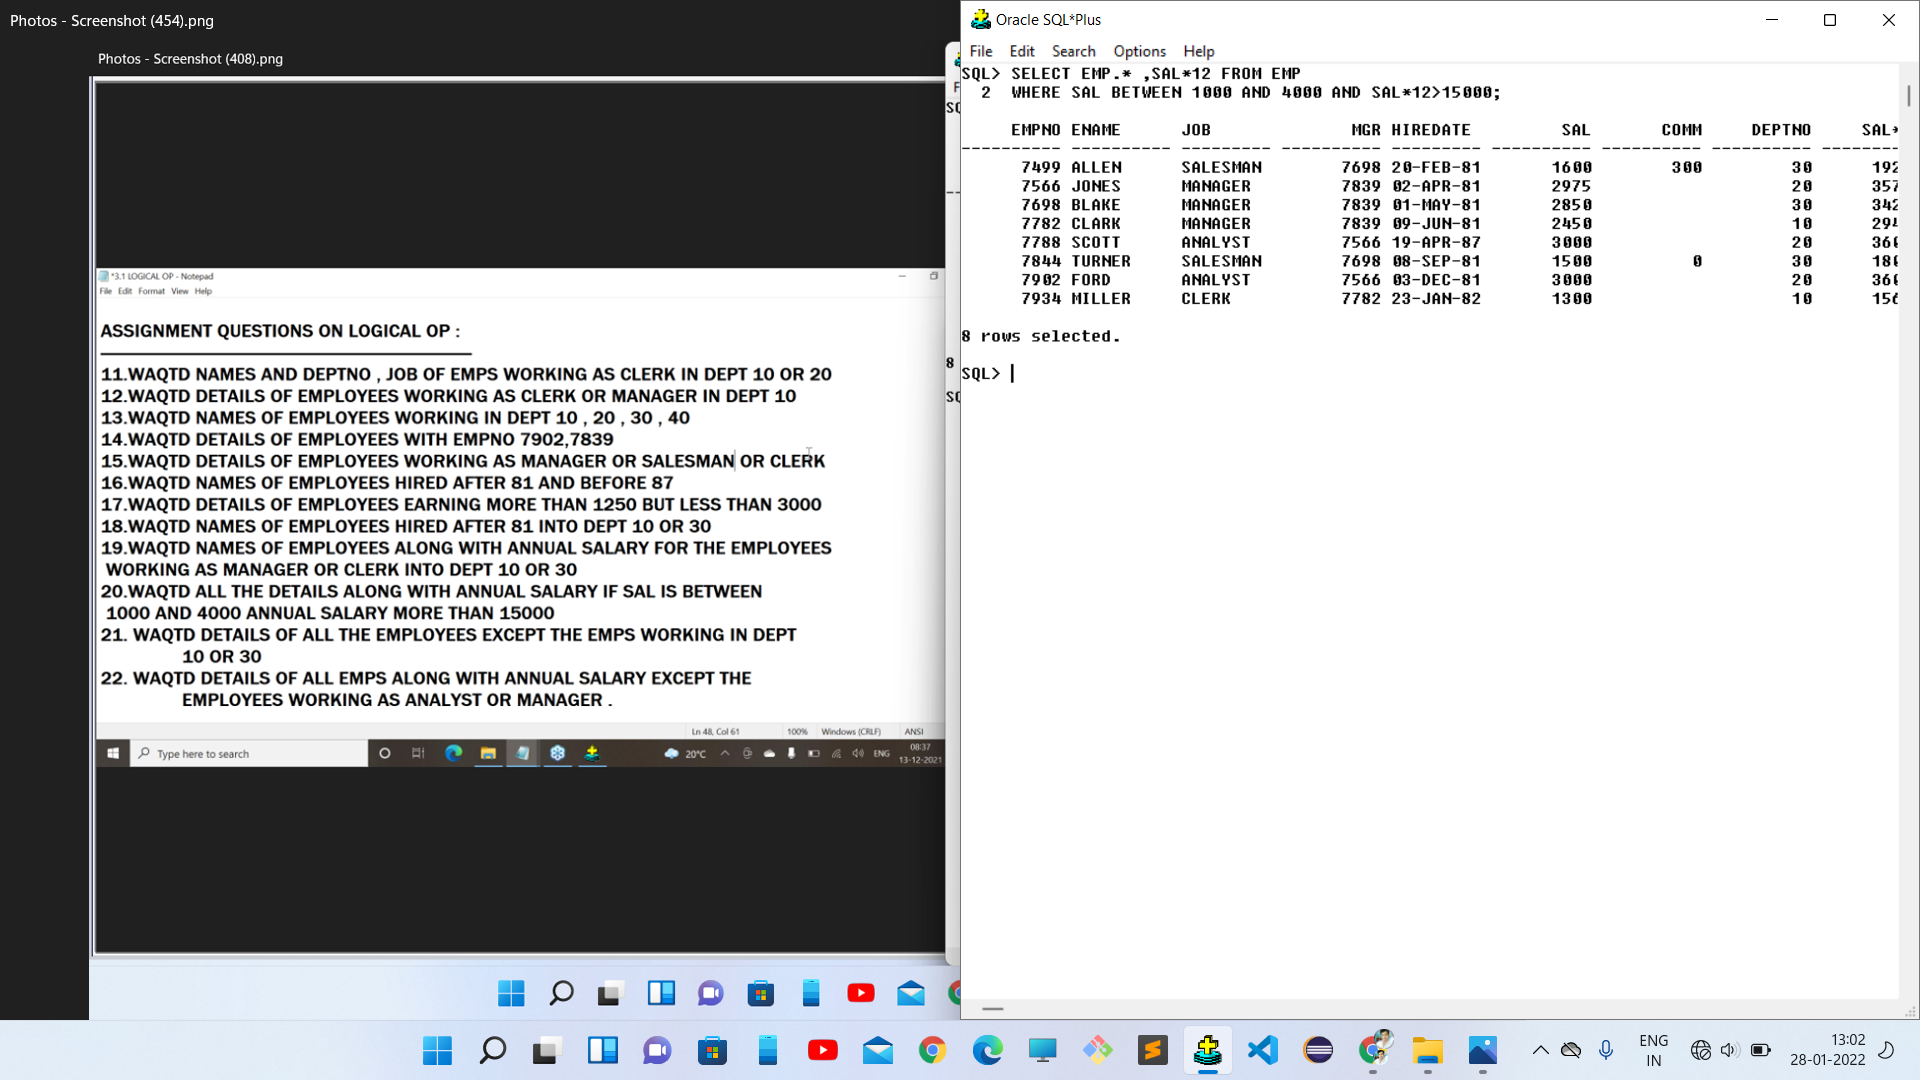 Photos - Screenshot (454).png
Photos - Screenshot (408).png
*3.1 LOGICAL OP - Notepad
File Edit Format View Help
ASSIGNMENT QUESTIONS ON LOGICAL OP :
11.WAQTD NAMES AND DEPTNO , JOB OF EMPS WORKING AS CLERK IN DEPT 10 OR 20
12.WAQTD DETAILS OF EMPLOYEES WORKING AS CLERK OR MANAGER IN DEPT 10
13.WAQTD NAMES OF EMPLOYEES WORKING IN DEPT 10 , 20 , 30 , 40
14.WAQTD DETAILS OF EMPLOYEES WITH EMPNO 7902,7839
15.WAQTD DETAILS OF EMPLOYEES WORKING AS MANAGER OR SALESMAN OR CLERK
16.WAQTD NAMES OF EMPLOYEES HIRED AFTER 81 AND BEFORE 87
17.WAQTD DETAILS OF EMPLOYEES EARNING MORE THAN 1250 BUT LESS THAN 3000
18.WAQTD NAMES OF EMPLOYEES HIRED AFTER 81 INTO DEPT 10 OR 30
19.WAQTD NAMES OF EMPLOYEES ALONG WITH ANNUAL SALARY FOR THE EMPLOYEES
WORKING AS MANAGER OR CLERK INTO DEPT 10 OR 30
20.WAQTD ALL THE DETAILS ALONG WITH ANNUAL SALARY IF SAL IS BETWEEN
1000 AND 4000 ANNUAL SALARY MORE THAN 15000
21. WAQTD DETAILS OF ALL THE EMPLOYEES EXCEPT THE EMPS WORKING IN DEPT
10 OR 30
22. WAQTD DETAILS OF ALL EMPS ALONG WITH ANNUAL SALARY EXCEPT THE
EMPLOYEES WORKING AS ANALYST OR MANAGER .
Ln 48, Col 61 100% Windows (CRLF) ANSI
Type here to search
20°C ENG 08:37
13-12-2021
Oracle SQL*Plus
File Edit Search Options Help
SQL> SELECT EMP.* ,SAL*12 FROM EMP
2 WHERE SAL BETWEEN 1000 AND 4000 AND SAL*12>15000;
EMPNO ENAME JOB MGR HIREDATE SAL COMM DEPTNO SAL*
---------- ---------- --------- ---------- --------- ---------- ---------- ---------- --------
7499 ALLEN SALESMAN 7698 20-FEB-81 1600 300 30 192
7566 JONES MANAGER 7839 02-APR-81 2975 20 357
7698 BLAKE MANAGER 7839 01-MAY-81 2850 30 342
7782 CLARK MANAGER 7839 09-JUN-81 2450 10 294
7788 SCOTT ANALYST 7566 19-APR-87 3000 20 360
7844 TURNER SALESMAN 7698 08-SEP-81 1500 0 30 180
7902 FORD ANALYST 7566 03-DEC-81 3000 20 360
7934 MILLER CLERK 7782 23-JAN-82 1300 10 156
8 rows selected.
SQL>
F
SQ
8
SQ
ENG
IN
13:02
28-01-2022